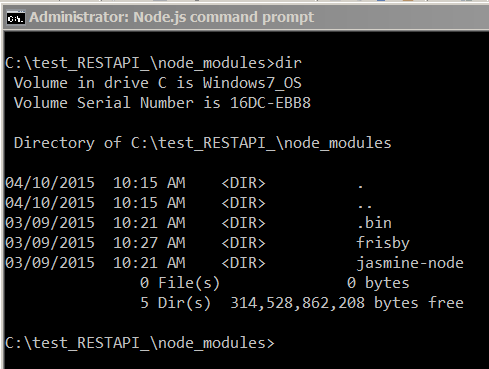 Administrator: Node.js command prompt
C:\test_RESTAPI_\node_modules>dir
Volume in drive C is Windows7_OS
Volume Serial Number is 16DC-EBB8
Directory of C:\test_RESTAPI_\node_modules
04/10/2015  10:15 AM    <DIR>          .
04/10/2015  10:15 AM    <DIR>          ..
03/09/2015  10:21 AM    <DIR>          .bin
03/09/2015  10:27 AM    <DIR>          frisby
03/09/2015  10:21 AM    <DIR>          jasmine-node
0 File(s)              0 bytes
5 Dir(s)  314,528,862,208 bytes free
C:\test_RESTAPI_\node_modules>